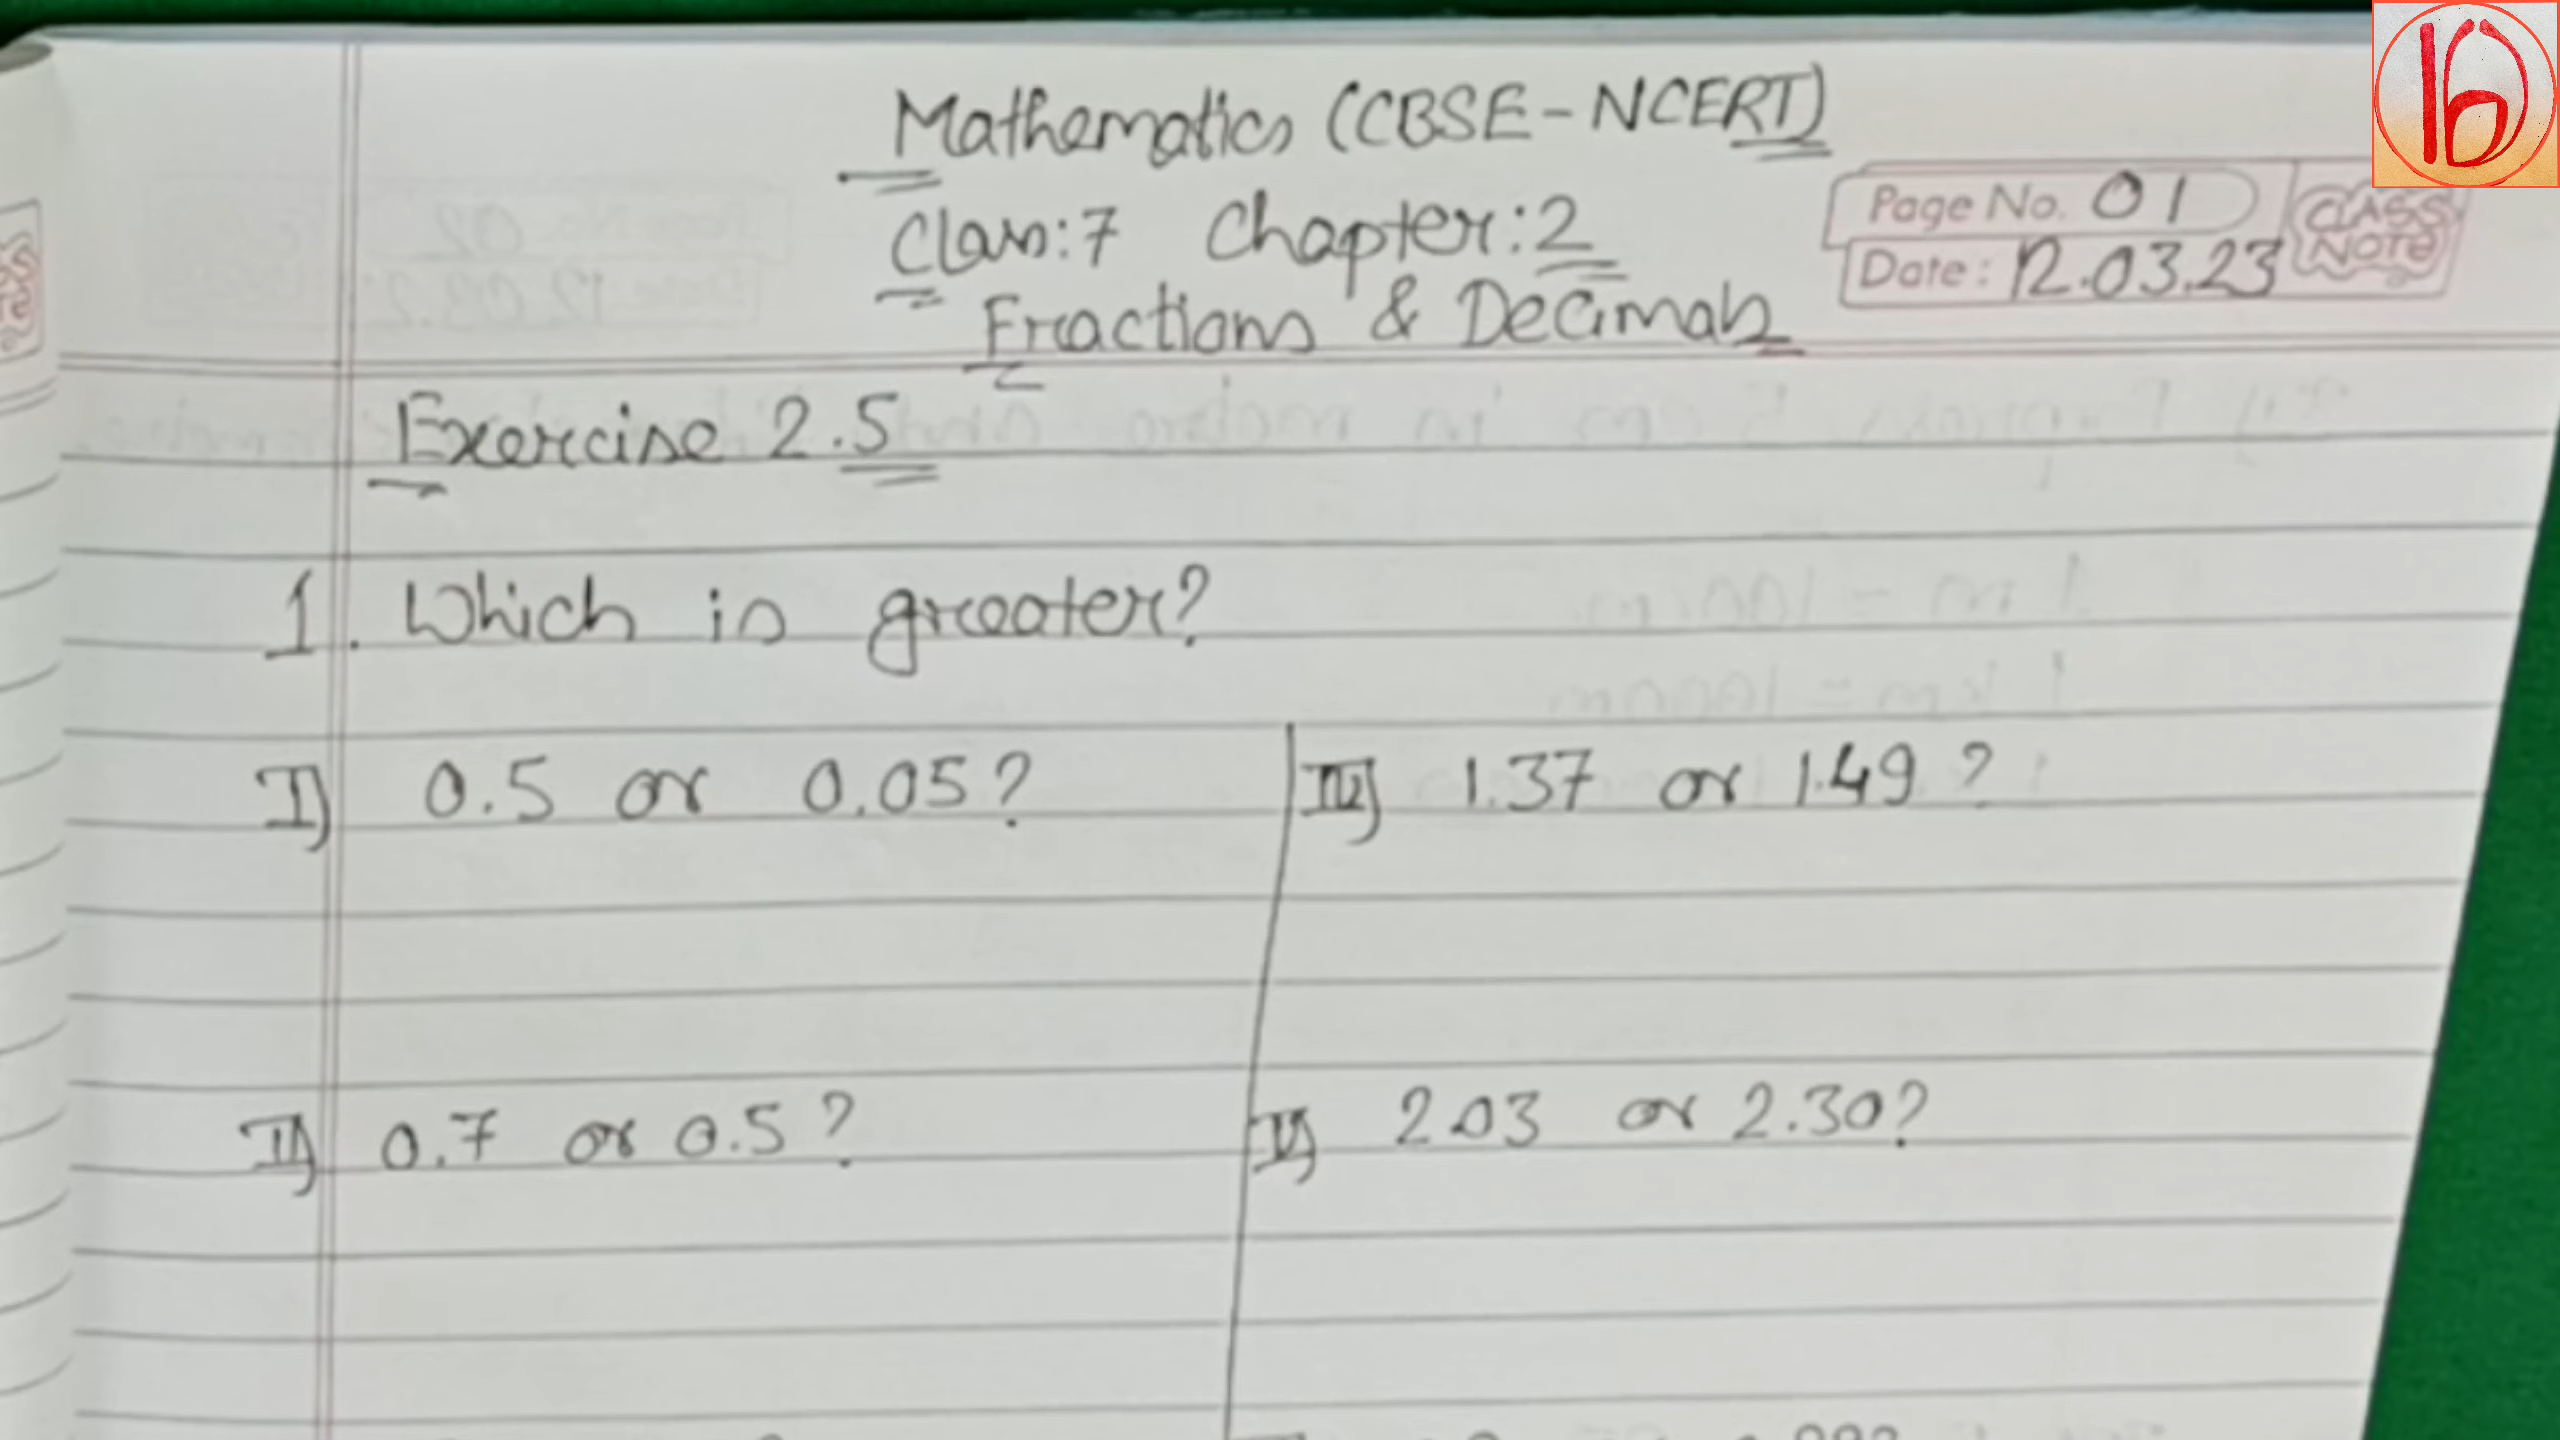 Mathematics (CBSE-NCERT)
Class:7 Chapter:2
Fractions & Decimals
Page No. 01
Date: 12.03.23
CLASS NOTE
Exercise 2.5
1. Which is greater?
I) 0.5 or 0.05?
IV) 1.37 or 1.49?
II) 0.7 or 0.5?
V) 2.03 or 2.30?